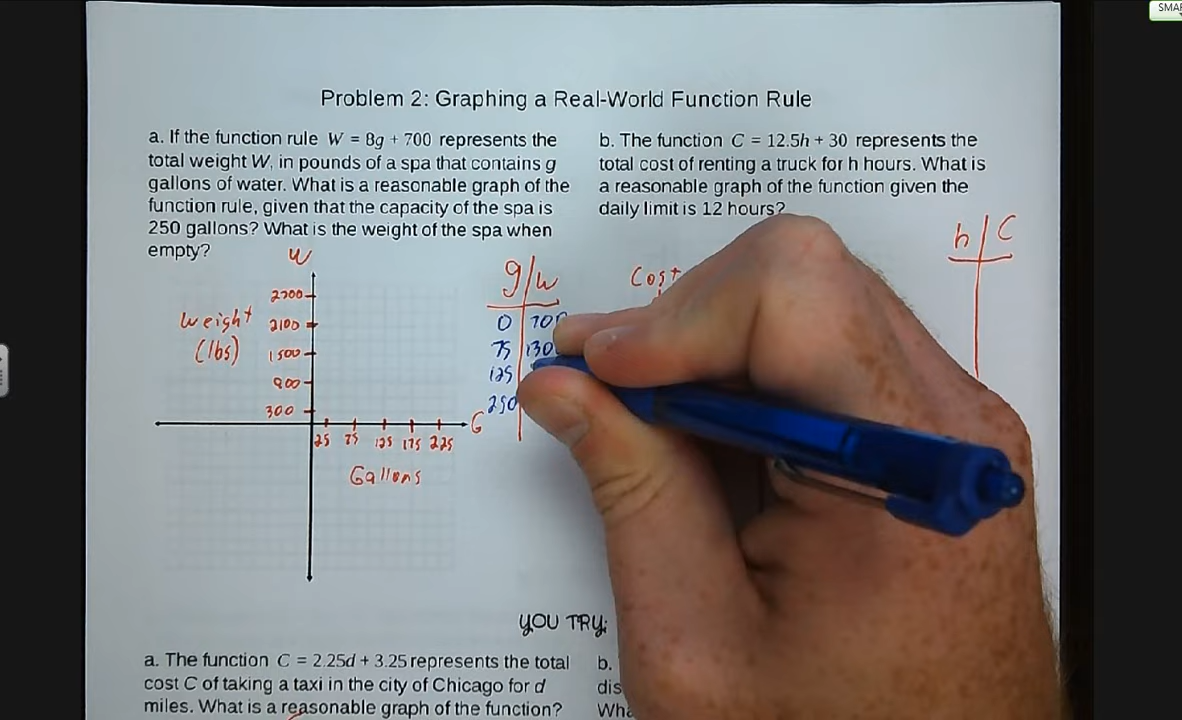 Problem 2: Graphing a Real-World Function Rule
a. If the function rule W = 8g + 700 represents the
total weight W, in pounds of a spa that contains g
gallons of water. What is a reasonable graph of the
function rule, given that the capacity of the spa is
250 gallons? What is the weight of the spa when
empty?
W
2700
Weight 2100
(lbs) 1500
900
300
G
25 75 125 175 225
Gallons
g W
0 700
75 130
125
250
b. The function C = 12.5h + 30 represents the
total cost of renting a truck for h hours. What is
a reasonable graph of the function given the
daily limit is 12 hours?
h C
Cost
YOU TRY:
a. The function C = 2.25d + 3.25 represents the total
cost C of taking a taxi in the city of Chicago for d
miles. What is a reasonable graph of the function?
b.